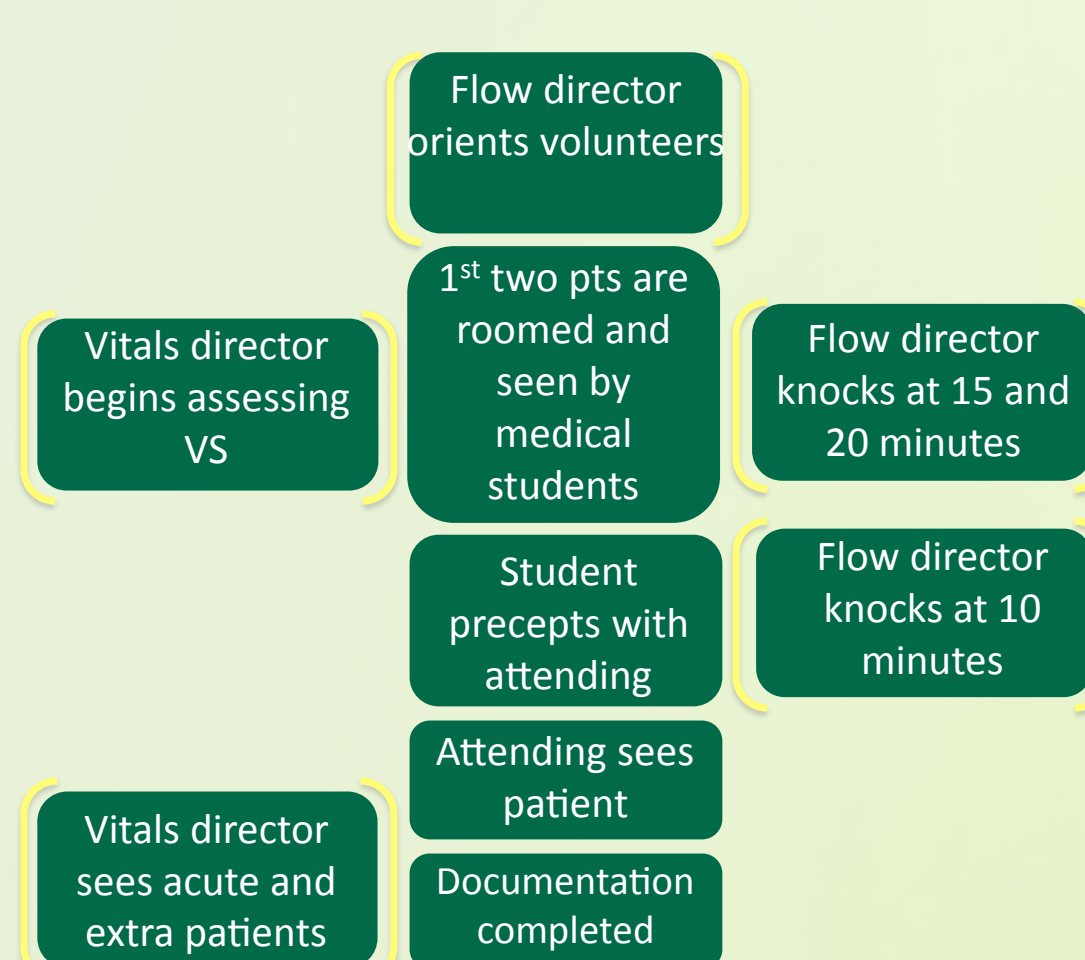 Flow director
orients volunteers
1st two pts are
roomed and
seen by
medical
students
Vitals director
begins assessing
VS
Flow director
knocks at 15 and
20 minutes
Student
precepts with
attending
Flow director
knocks at 10
minutes
Attending sees
patient
Vitals director
sees acute and
extra patients
Documentation
completed